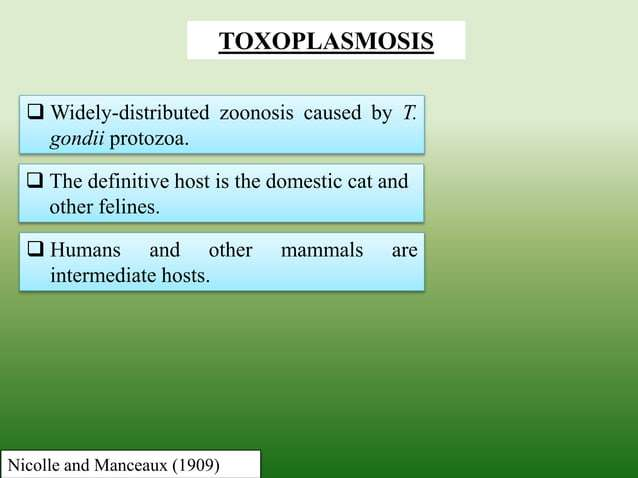 TOXOPLASMOSIS
❑ Widely-distributed zoonosis caused by T.
gondii protozoa.
❑ The definitive host is the domestic cat and
other felines.
❑ Humans and other mammals are
intermediate hosts.
Nicolle and Manceaux (1909)